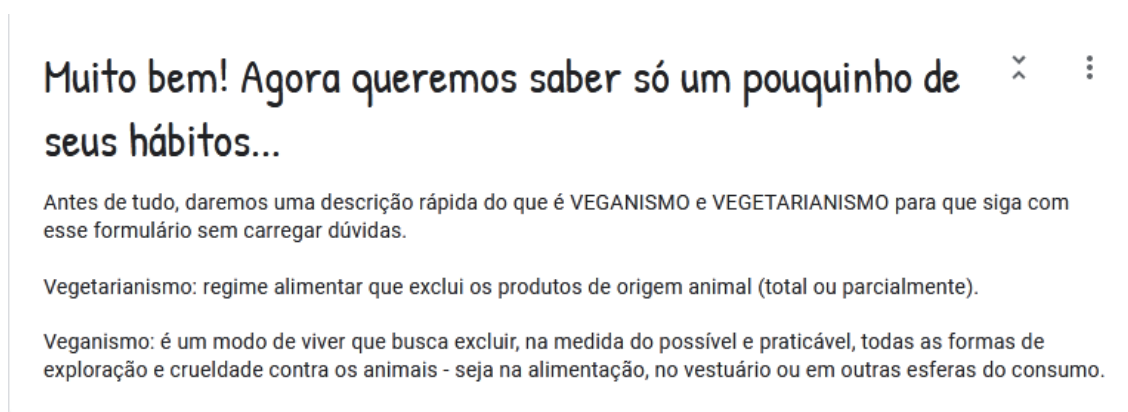 Muito bem! Agora queremos saber só um pouquinho de
seus hábitos...
Antes de tudo, daremos uma descrição rápida do que é VEGANISMO e VEGETARIANISMO para que siga com
esse formulário sem carregar dúvidas.
Vegetarianismo: regime alimentar que exclui os produtos de origem animal (total ou parcialmente).
Veganismo: é um modo de viver que busca excluir, na medida do possível e praticável, todas as formas de
exploração e crueldade contra os animais - seja na alimentação, no vestuário ou em outras esferas do consumo.